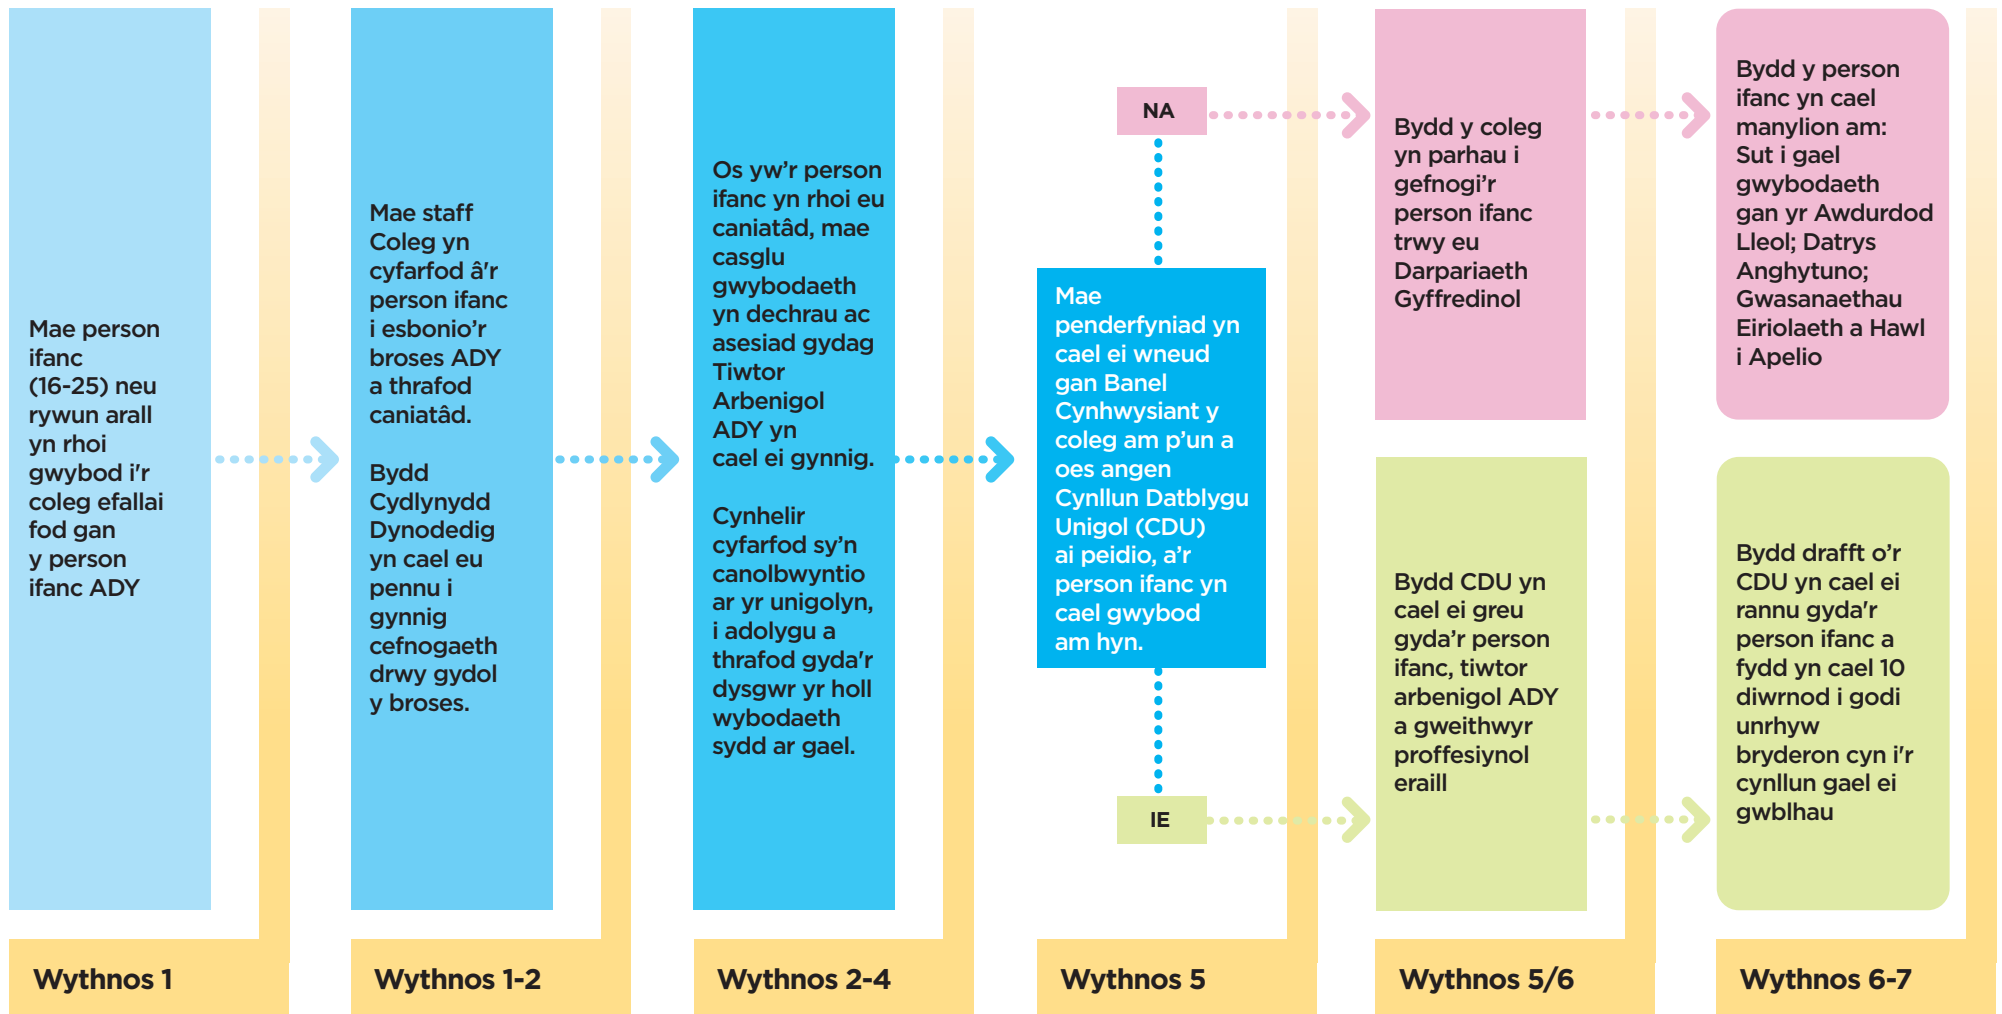 Mae person
ifanc
(16-25) neu
rywun arall
yn rhoi
gwybod i'r
coleg efallai
fod gan
y person
ifanc ADY
Wythnos 1
Mae staff
Coleg yn
cyfarfod â'r
person ifanc
i esbonio’r
broses ADY
a thrafod
caniatâd.
Bydd
Cydlynydd
Dynodedig
yn cael eu
pennu i
gynnig
cefnogaeth
drwy gydol
y broses.
Wythnos 1-2
Os yw’r person
ifanc yn rhoi eu
caniatâd, mae
casglu
gwybodaeth
yn dechrau ac
asesiad gydag
Tiwtor
Arbenigol
ADY yn
cael ei gynnig.
Cynhelir
cyfarfod sy’n
canolbwyntio
ar yr unigolyn,
i adolygu a
thrafod gyda'r
dysgwr yr holl
wybodaeth
sydd ar gael.
Wythnos 2-4
NA
Mae
penderfyniad yn
cael ei wneud
gan Banel
Cynhwysiant y
coleg am p’un a
oes angen
Cynllun Datblygu
Unigol (CDU)
ai peidio, a’r
person ifanc yn
cael gwybod
am hyn.
IE
Wythnos 5
Bydd y coleg
yn parhau i
gefnogi’r
person ifanc
trwy eu
Darpariaeth
Gyffredinol
Bydd CDU yn
cael ei greu
gyda’r person
ifanc, tiwtor
arbenigol ADY
a gweithwyr
proffesiynol
eraill
Wythnos 5/6
Bydd y person
ifanc yn cael
manylion am:
Sut i gael
gwybodaeth
gan yr Awdurdod
Lleol; Datrys
Anghytuno;
Gwasanaethau
Eiriolaeth a Hawl
i Apelio
Bydd drafft o’r
CDU yn cael ei
rannu gyda'r
person ifanc a
fydd yn cael 10
diwrnod i godi
unrhyw
bryderon cyn i'r
cynllun gael ei
gwblhau
Wythnos 6-7